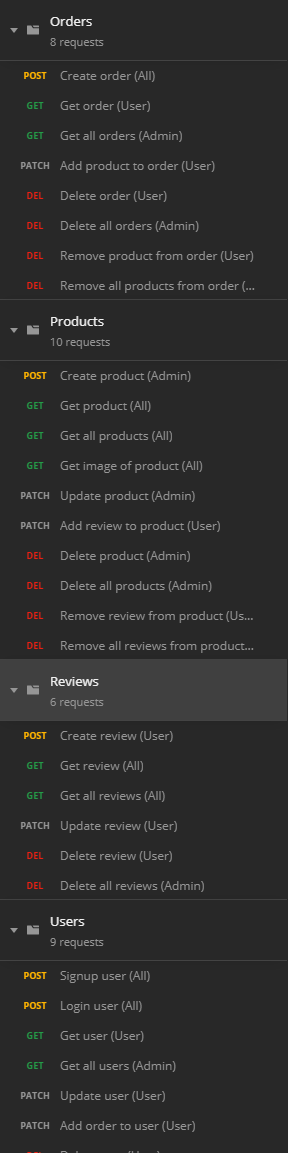 Orders
8 requests
POST Create order (All)
GET Get order (User)
GET Get all orders (Admin)
PATCH Add product to order (User)
DEL Delete order (User)
DEL Delete all orders (Admin)
DEL Remove product from order (User)
DEL Remove all products from order (...
Products
10 requests
POST Create product (Admin)
GET Get product (All)
GET Get all products (All)
GET Get image of product (All)
PATCH Update product (Admin)
PATCH Add review to product (User)
DEL Delete product (Admin)
DEL Delete all products (Admin)
DEL Remove review from product (Us...
DEL Remove all reviews from product...
Reviews
6 requests
POST Create review (User)
GET Get review (All)
GET Get all reviews (All)
PATCH Update review (User)
DEL Delete review (User)
DEL Delete all reviews (Admin)
Users
9 requests
POST Signup user (All)
POST Login user (All)
GET Get user (User)
GET Get all users (Admin)
PATCH Update user (User)
PATCH Add order to user (User)